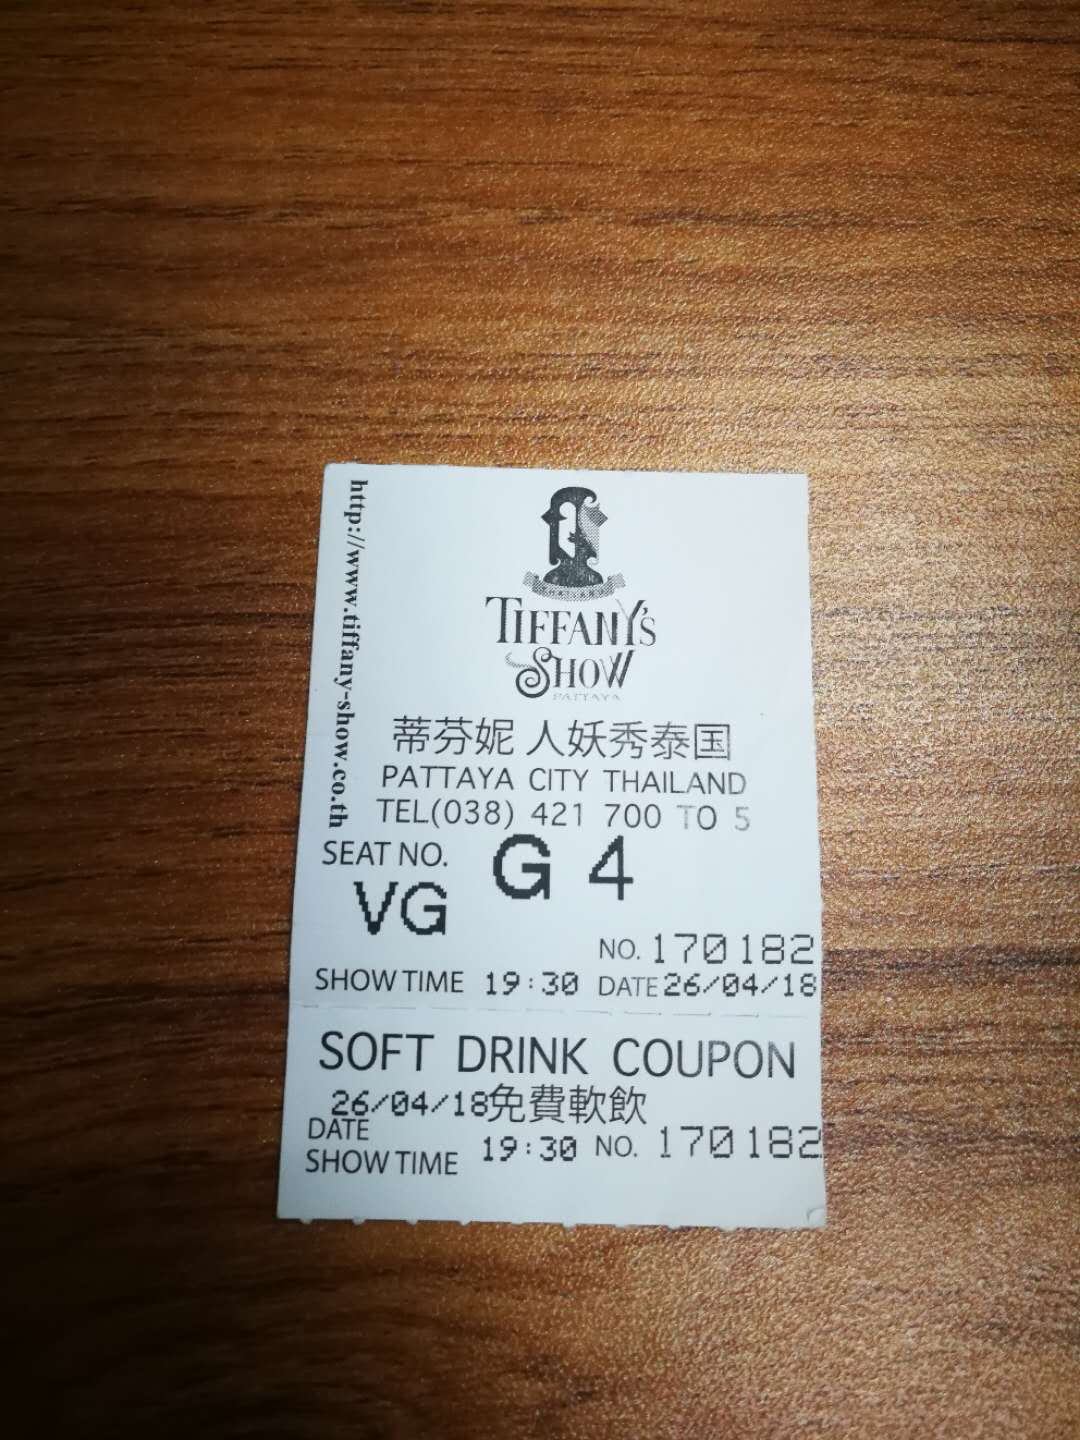 http://www.tiffany-show.co.th
THAILAND
TIFFANY'S
SHOW
PATTAYA
蒂芬妮 人妖秀泰国
PATTAYA CITY THAILAND
TEL(038) 421 700 TO 5
SEAT NO. G 4
VG
NO. 170182
SHOW TIME 19:30 DATE 26/04/18
SOFT DRINK COUPON
26/04/18免費軟飲
DATE
SHOW TIME 19:30 NO. 170182